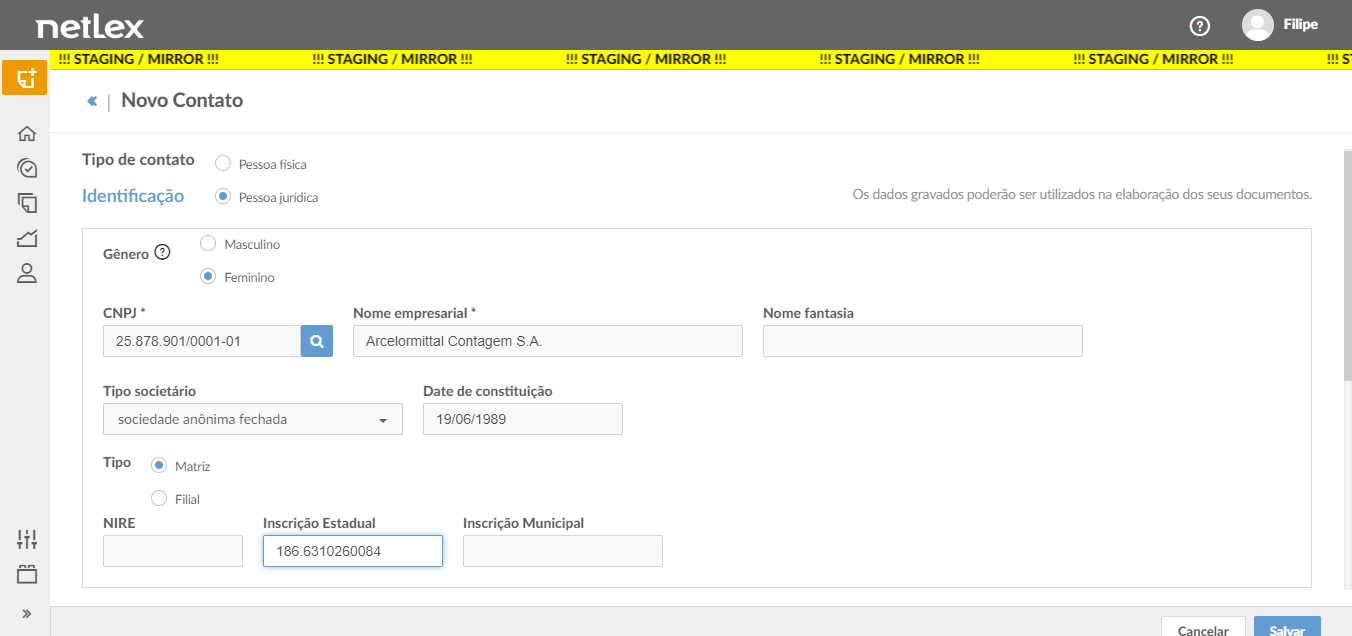 netlex
Filipe
!!! STAGING / MIRROR !!! !!! STAGING / MIRROR !!! !!! STAGING / MIRROR !!! !!! STAGING / MIRROR !!! !!! STAGING / MIRROR !!! !!! S
Novo Contato
Tipo de contato
Pessoa física
Identificação
Pessoa jurídica
Os dados gravados poderão ser utilizados na elaboração dos seus documentos.
Gênero
Masculino
Feminino
CNPJ * Nome empresarial * Nome fantasia
25.878.901/0001-01 Arcelormittal Contagem S.A.
Tipo societário Date de constituição
sociedade anônima fechada 19/06/1989
Tipo
Matriz
Filial
NIRE Inscrição Estadual Inscrição Municipal
186.6310260084
Cancelar Salvar